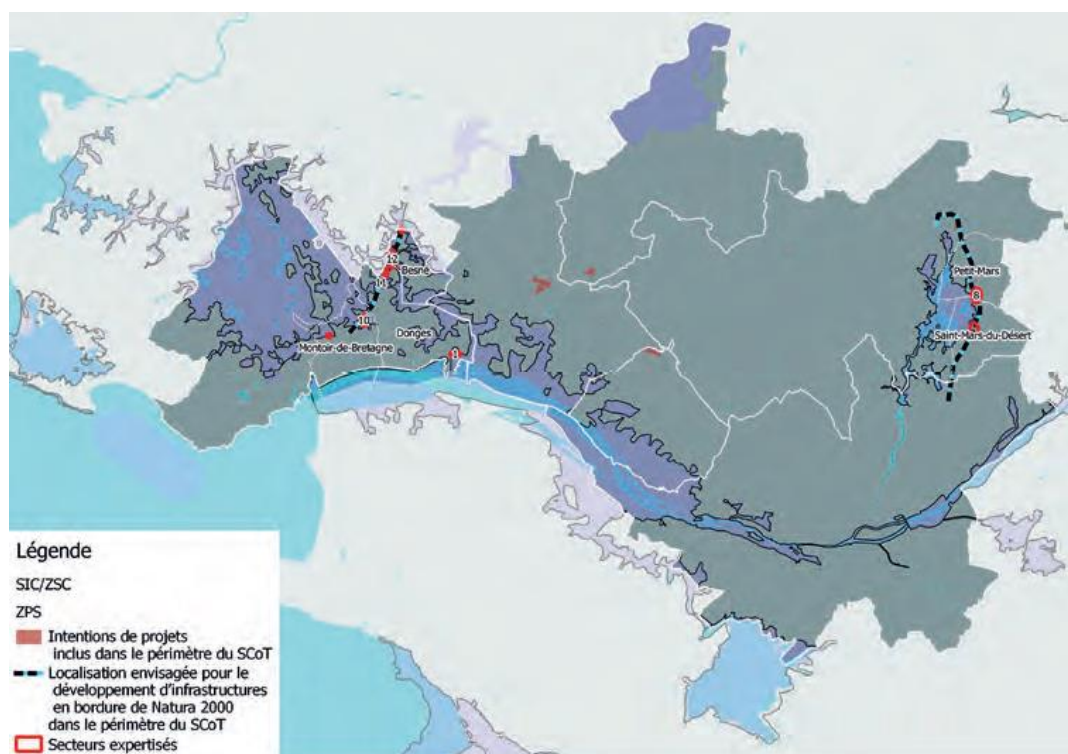 12
Besné
11
10
Donges
Montoir-de-Bretagne
1
Petit-Mars
8
Saint-Mars-du-Désert
Légende
SIC/ZSC
ZPS
Intentions de projets
inclus dans le périmètre du SCoT
Localisation envisagée pour le
développement d'infrastructures
en bordure de Natura 2000
dans le périmètre du SCoT
Secteurs expertisés